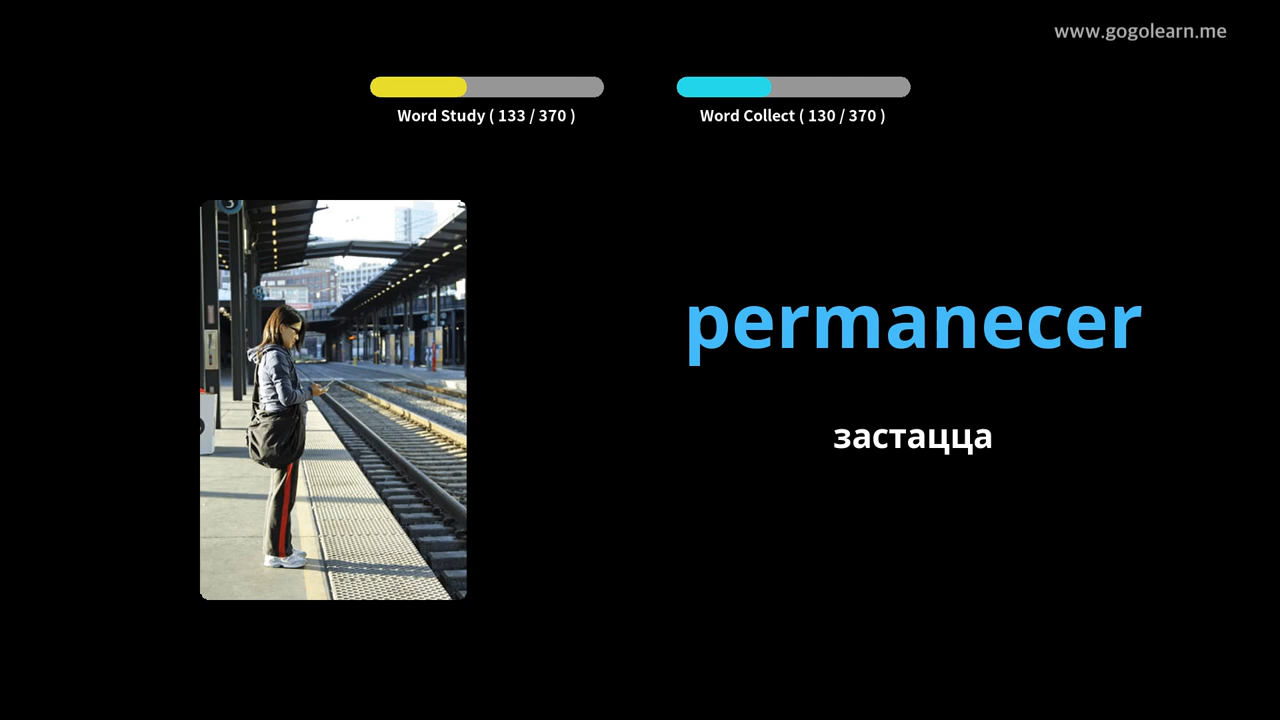 www.gogolearn.me
Word Study ( 133 / 370 )
Word Collect ( 130 / 370 )
permanecer
застацца